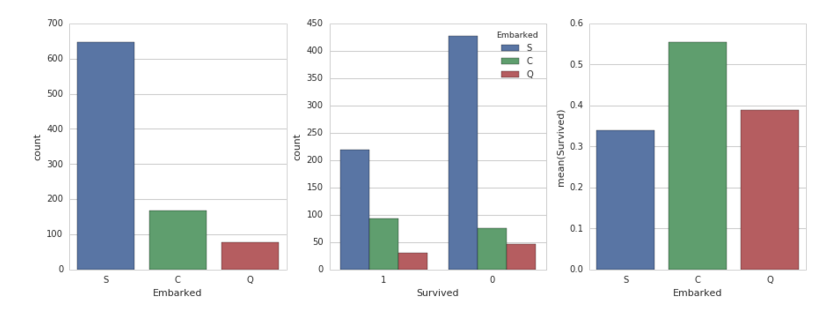 700
600
500
400
300
200
100
0
count
S C Q
Embarked
450
400
350
300
250
200
150
100
50
0
count
Embarked
S
C
Q
1 0
Survived
0.6
0.5
0.4
0.3
0.2
0.1
0.0
mean(Survived)
S C Q
Embarked